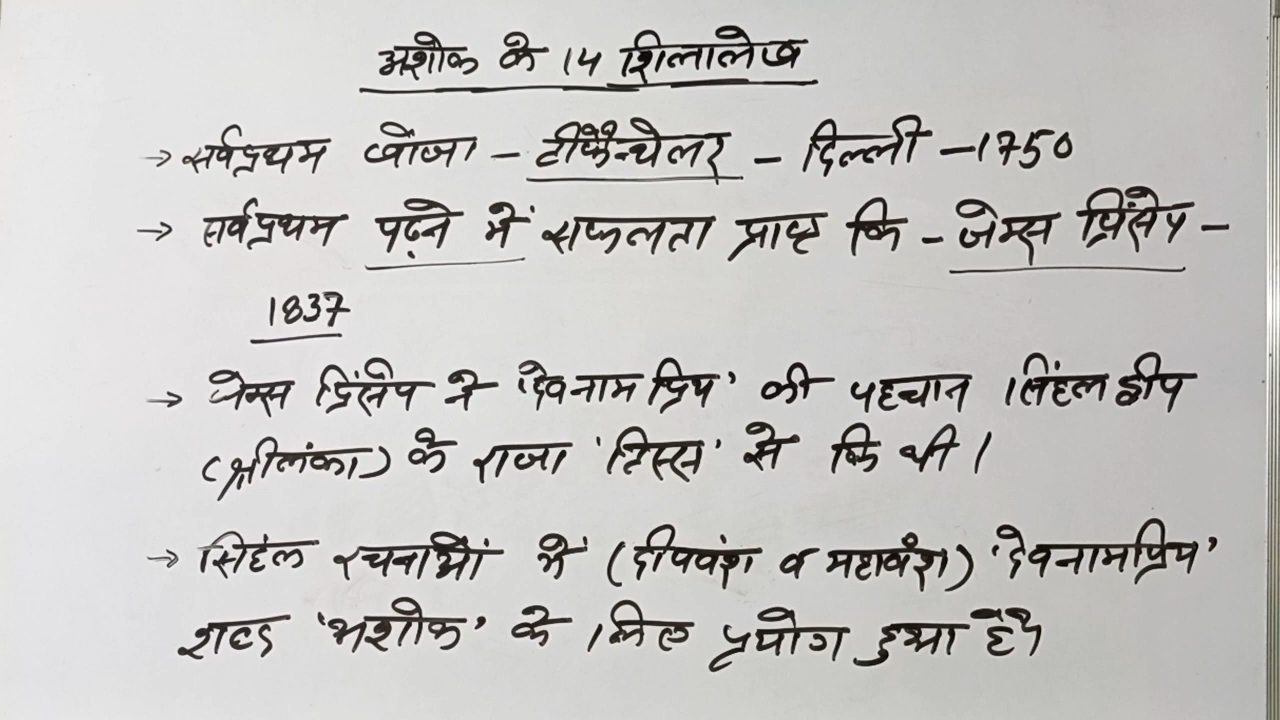 अशोक के 14 शिलालेख
→ सर्वप्रथम खोजा - टीफैन्थेलर - दिल्ली - 1750
→ सर्वप्रथम पढ़ने में सफलता प्राप्त कि - जेम्स प्रिंसेप -
1837
→ जेम्स प्रिंसेप ने 'देवनामप्रिय' की पहचान सिंहलद्वीप
(श्रीलंका) के राजा 'तिस्स' से कि थी।
→ सिंहल रचनाओं में (दीपवंश व महावंश) 'देवनामप्रिय'
शब्द 'अशोक' के लिए प्रयोग हुआ है।